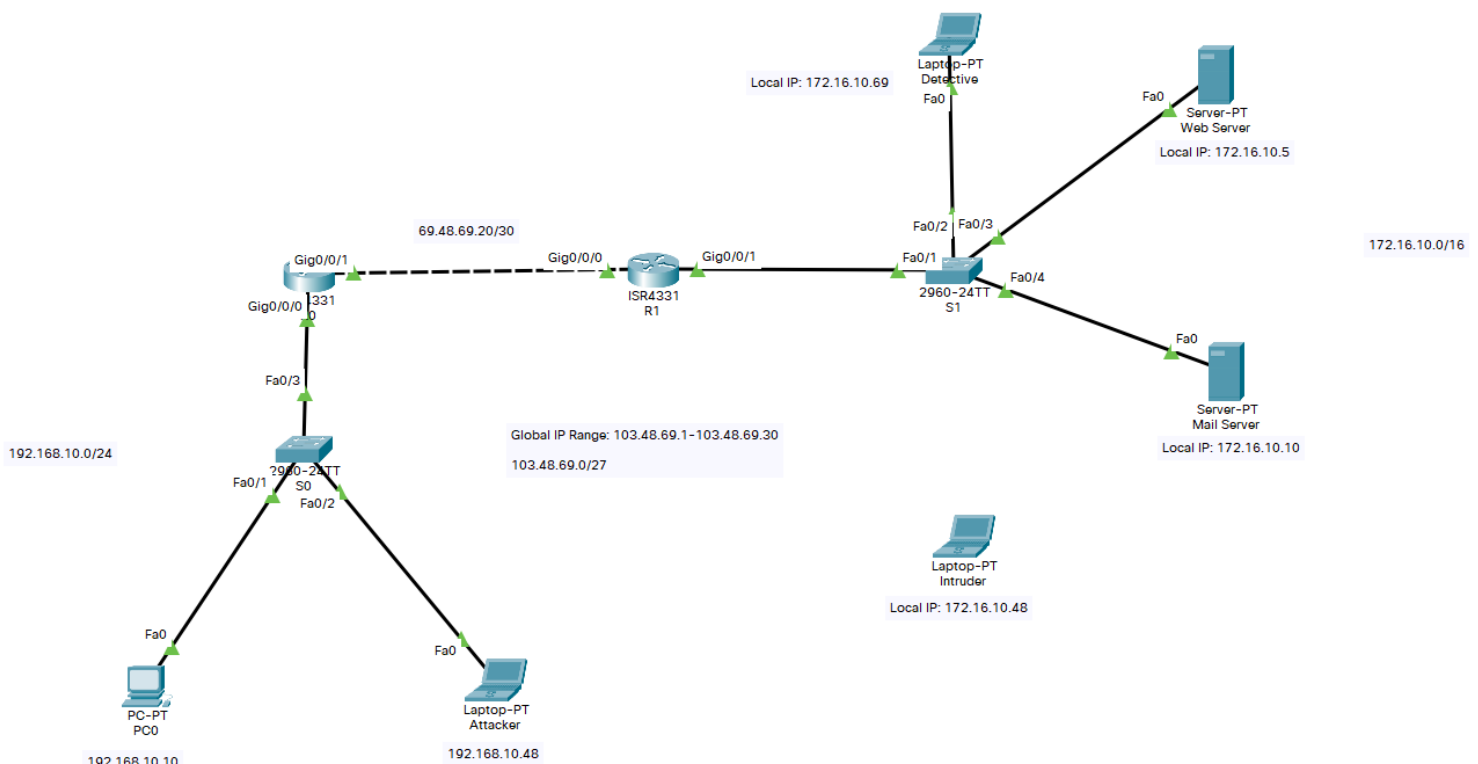 Laptop-PT
Detective
Local IP: 172.16.10.69
Fa0
Fa0
Server-PT
Web Server
Local IP: 172.16.10.5
69.48.69.20/30
Fa0/2
Fa0/3
172.16.10.0/16
Gig0/0/1
Gig0/0/0
ISR4331
R1
Gig0/0/1
Fa0/1
2960-24TT
S1
Fa0/4
Gig0/0/0
Fa0
Server-PT
Mail Server
Local IP: 172.16.10.10
Fa0/3
Global IP Range: 103.48.69.1-103.48.69.30
103.48.69.0/27
192.168.10.0/24
S0
Fa0/1
Fa0/2
Laptop-PT
Intruder
Local IP: 172.16.10.48
Fa0
Fa0
PC-PT
PC0
192.168.10.10
Laptop-PT
Attacker
192.168.10.48